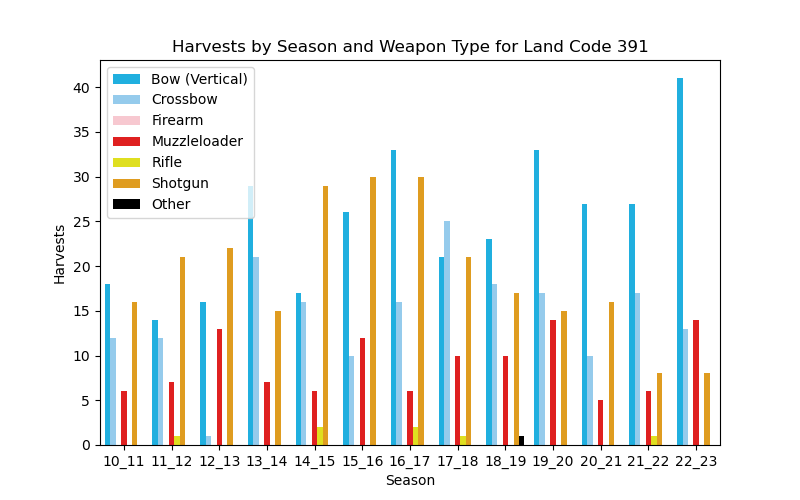 Harvests by Season and Weapon Type for Land Code 391
Bow (Vertical)
Crossbow
Firearm
Muzzleloader
Rifle
Shotgun
Other
Harvests
40
35
30
25
20
15
10
5
0
10_11 11_12 12_13 13_14 14_15 15_16 16_17 17_18 18_19 19_20 20_21 21_22 22_23
Season